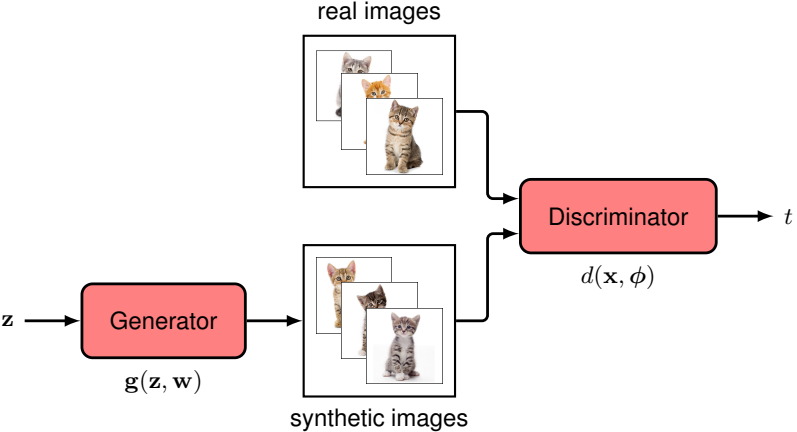 real images
Discriminator
t
d(x, ϕ)
z
Generator
g(z, w)
synthetic images